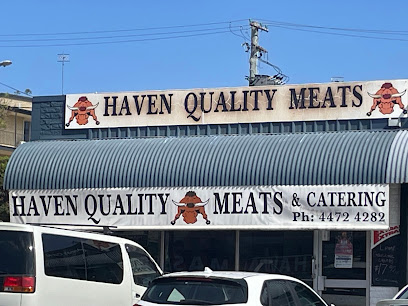 HAVEN QUALITY MEATS
HAVEN QUALITY MEATS & CATERING
Ph: 4472 4282